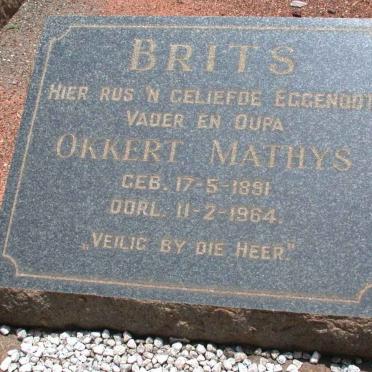 BRITS
HIER RUS 'N GELIEFDE EGGENOOT
VADER EN OUPA
OKKERT MATHYS
GEB. 17-5-1891
OORL. 11-2-1964.
„VEILIG BY DIE HEER."